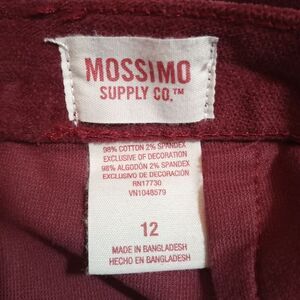 MOSSIMO
SUPPLY CO.™
98% COTTON 2% SPANDEX
EXCLUSIVE OF DECORATION
98% ALGODÓN 2% SPANDEX
EXCLUSIVO DE DECORACIÓN
RN17730
VN1048579
12
MADE IN BANGLADESH
HECHO EN BANGLADESH